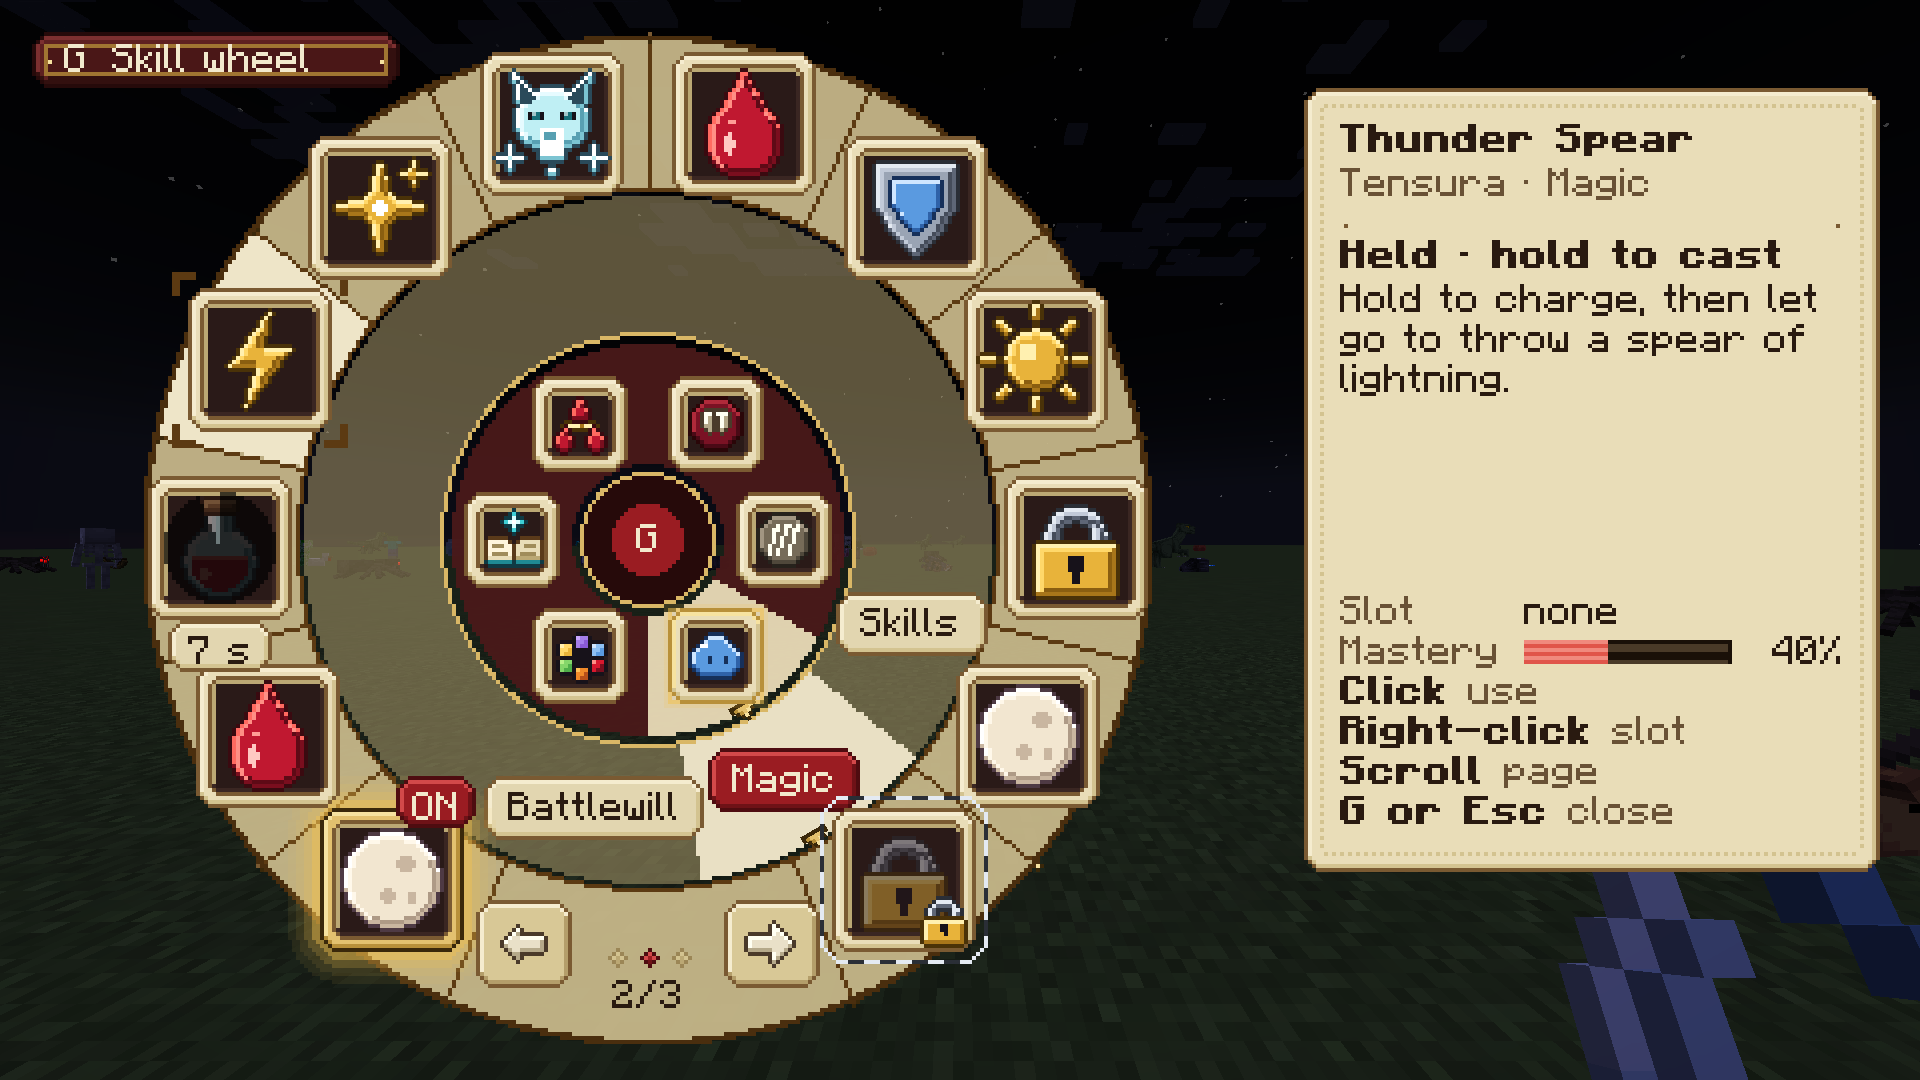 G Skill wheel
Thunder Spear
Tensura · Magic
Held · hold to cast
Hold to charge, then let
go to throw a spear of
lightning.
G
Skills
7 s
Magic
ON
Battlewill
2/3
Slot none
Mastery 40%
Click use
Right-click slot
Scroll page
G or Esc close